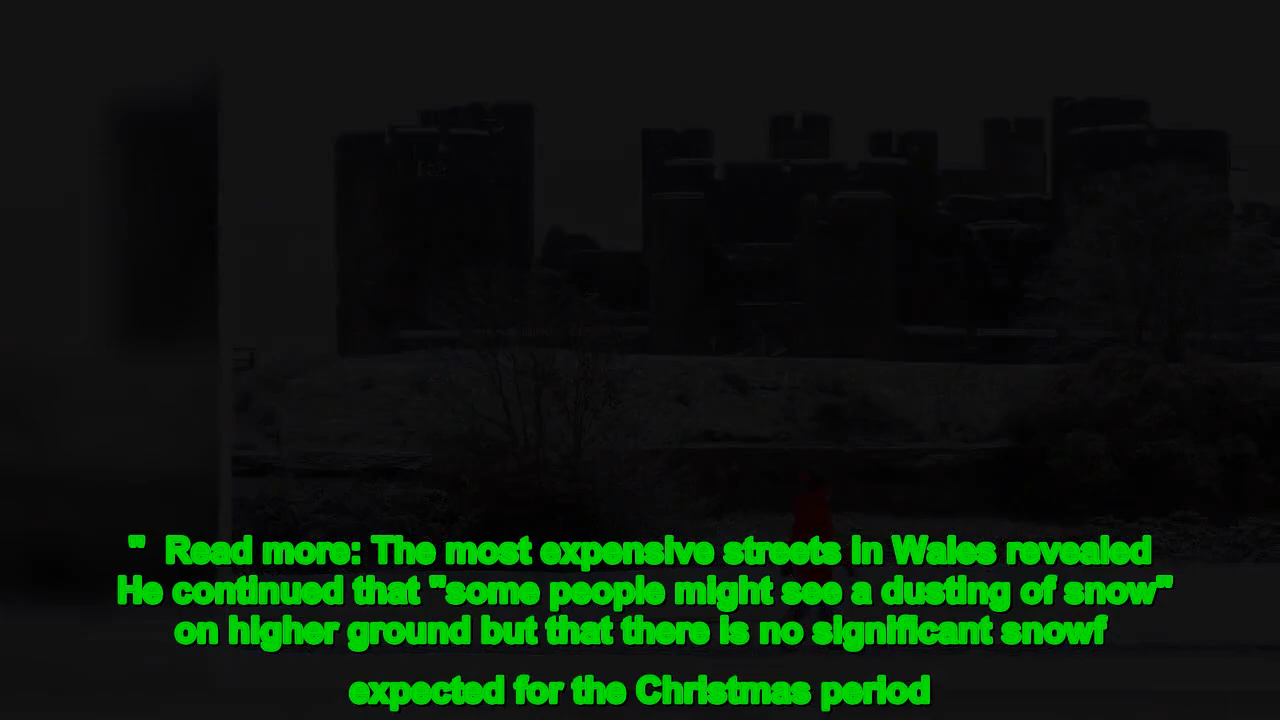 " Read more: The most expensive streets in Wales revealed
He continued that "some people might see a dusting of snow"
on higher ground but that there is no significant snowf
expected for the Christmas period